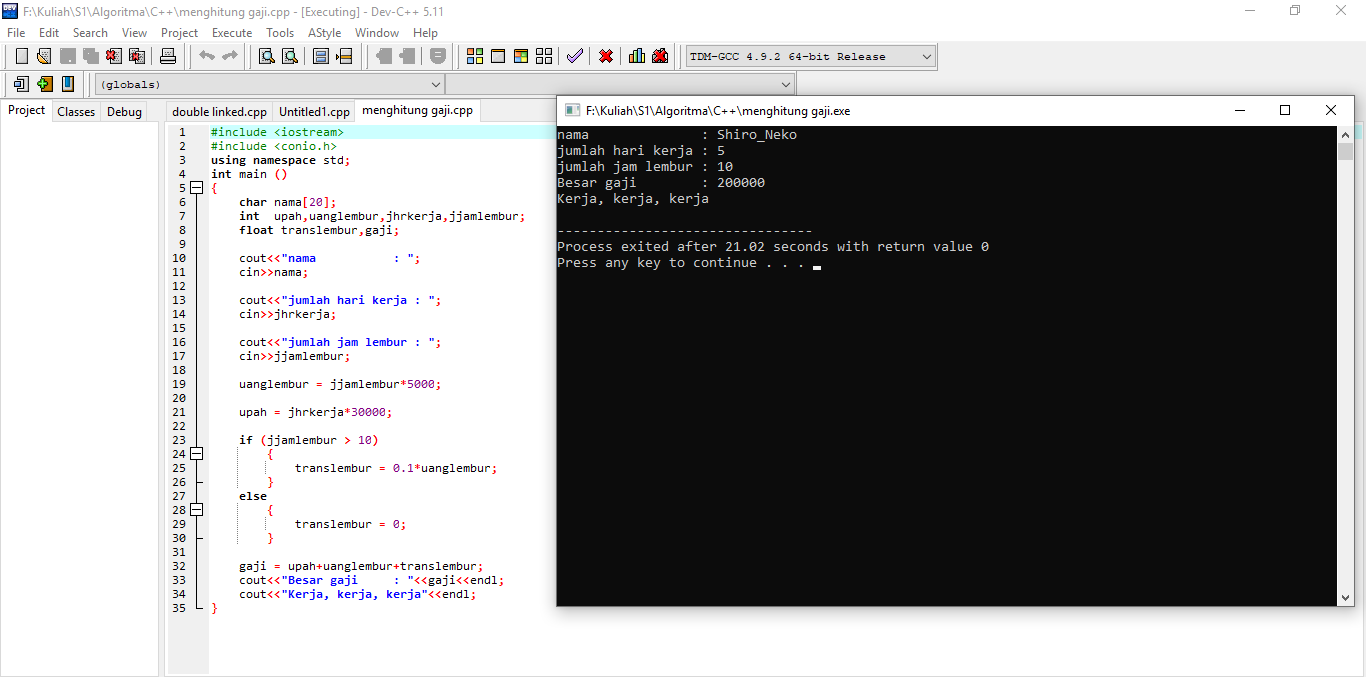 F:\Kuliah\S1\Algoritma\C++\menghitung gaji.cpp - [Executing] - Dev-C++ 5.11
File Edit Search View Project Execute Tools AStyle Window Help
TDM-GCC 4.9.2 64-bit Release
(globals)
Project Classes Debug
double linked.cpp Untitled1.cpp menghitung gaji.cpp
1 #include <iostream>
2 #include <conio.h>
3 using namespace std;
4 int main ()
5 {
6 char nama[20];
7 int  upah,uanglembur,jhrkerja,jjamlembur;
8 float translembur,gaji;
9
10 cout<<"nama           : ";
11 cin>>nama;
12
13 cout<<"jumlah hari kerja : ";
14 cin>>jhrkerja;
15
16 cout<<"jumlah jam lembur : ";
17 cin>>jjamlembur;
18
19 uanglembur = jjamlembur*5000;
20
21 upah = jhrkerja*30000;
22
23 if (jjamlembur > 10)
24 {
25 translembur = 0.1*uanglembur;
26 }
27 else
28 {
29 translembur = 0;
30 }
31
32 gaji = upah+uanglembur+translembur;
33 cout<<"Besar gaji     : "<<gaji<<endl;
34 cout<<"Kerja, kerja, kerja"<<endl;
35 }
F:\Kuliah\S1\Algoritma\C++\menghitung gaji.exe
nama              : Shiro_Neko
jumlah hari kerja : 5
jumlah jam lembur : 10
Besar gaji        : 200000
Kerja, kerja, kerja
--------------------------------
Process exited after 21.02 seconds with return value 0
Press any key to continue . . .